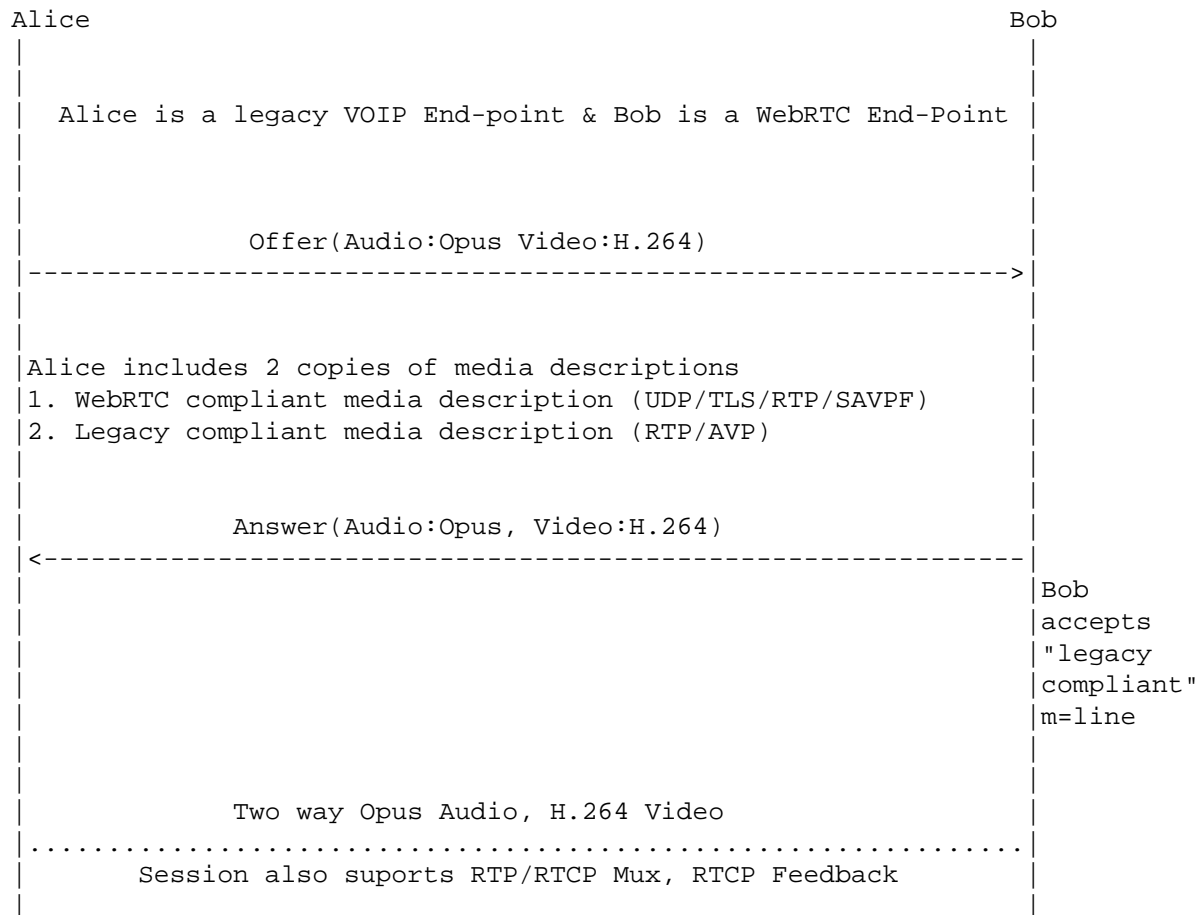 Alice Bob
Alice is a legacy VOIP End-point & Bob is a WebRTC End-Point
Offer(Audio:Opus Video:H.264)
Alice includes 2 copies of media descriptions
1. WebRTC compliant media description (UDP/TLS/RTP/SAVPF)
2. Legacy compliant media description (RTP/AVP)
Answer(Audio:Opus, Video:H.264)
Bob
accepts
"legacy
compliant"
m=line
Two way Opus Audio, H.264 Video
Session also suports RTP/RTCP Mux, RTCP Feedback